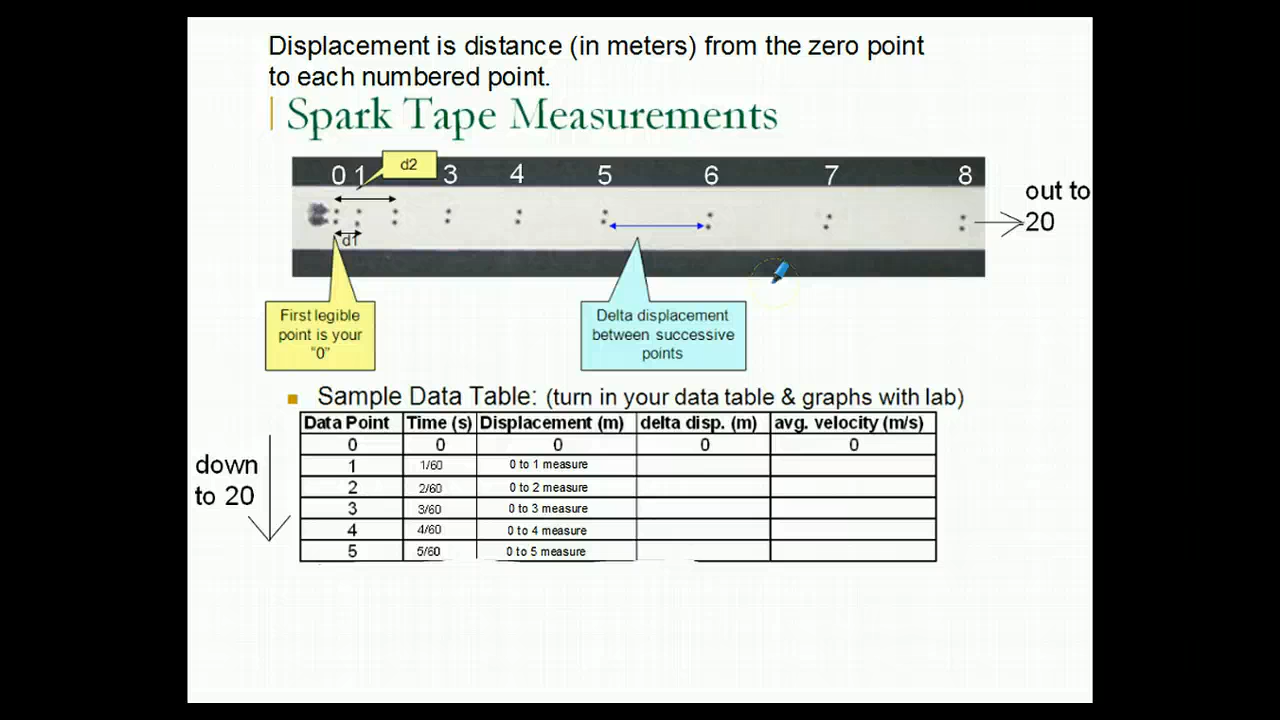 Displacement is distance (in meters) from the zero point
to each numbered point.
Spark Tape Measurements
d2
0 1 3 4 5 6 7 8
out to
20
d1
First legible
point is your
“0”
Delta displacement
between successive
points
Sample Data Table: (turn in your data table & graphs with lab)
Data Point Time (s) Displacement (m) delta disp. (m) avg. velocity (m/s)
0 0 0 0 0
1 1/60 0 to 1 measure
2 2/60 0 to 2 measure
3 3/60 0 to 3 measure
4 4/60 0 to 4 measure
5 5/60 0 to 5 measure
down
to 20